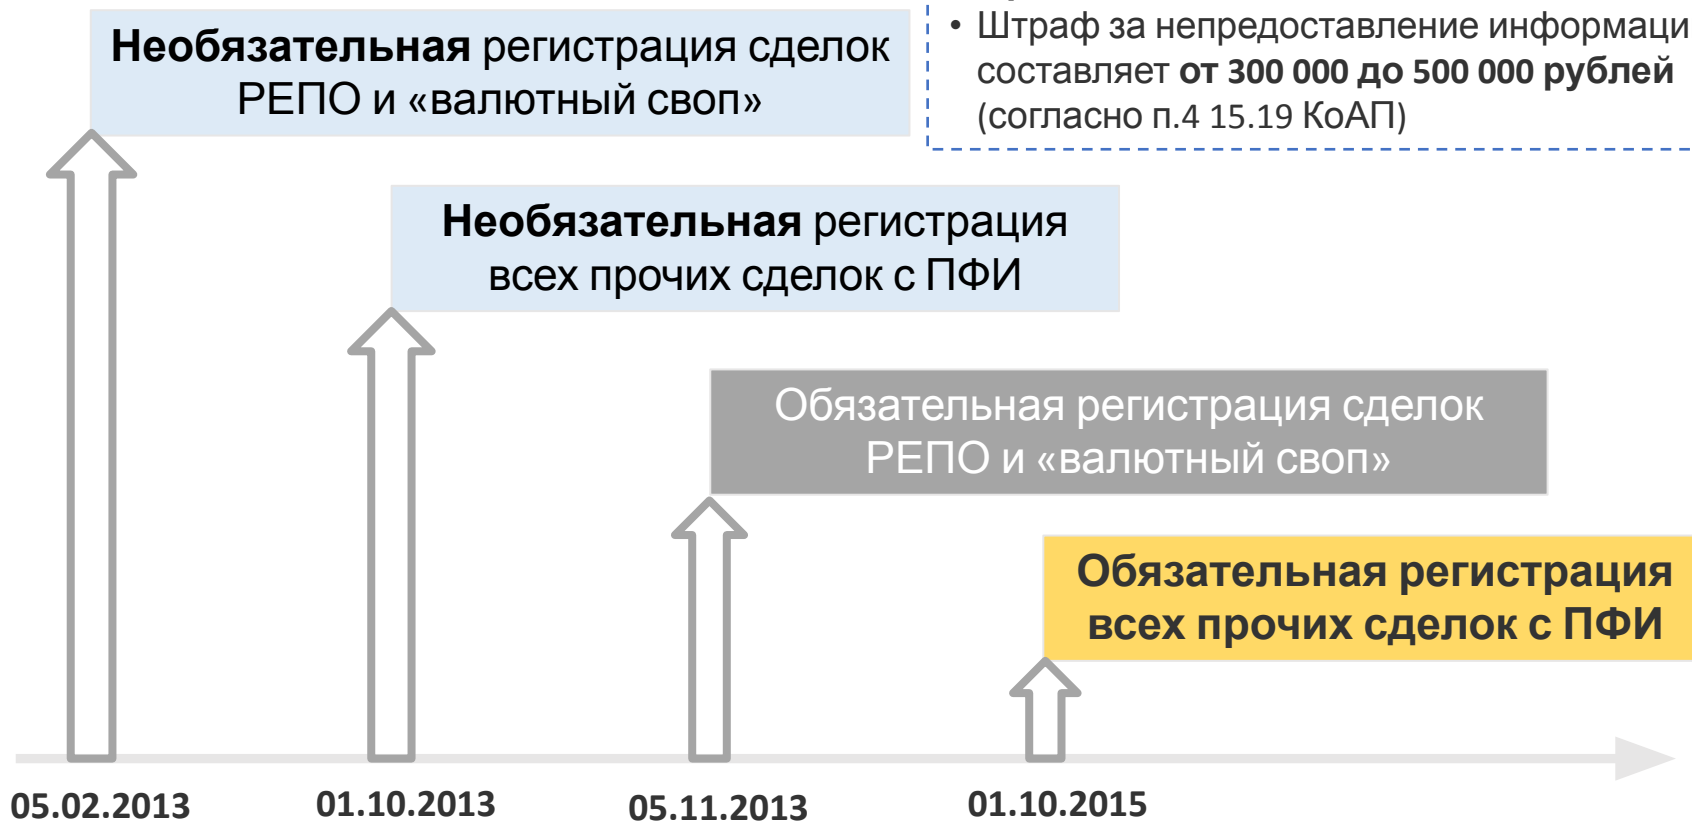 Необязательная регистрация сделок
РЕПО и «валютный своп»
• Штраф за непредоставление информаци
составляет от 300 000 до 500 000 рублей
(согласно п.4 15.19 КоАП)
Необязательная регистрация
всех прочих сделок с ПФИ
Обязательная регистрация сделок
РЕПО и «валютный своп»
Обязательная регистрация
всех прочих сделок с ПФИ
05.02.2013
01.10.2013
05.11.2013
01.10.2015